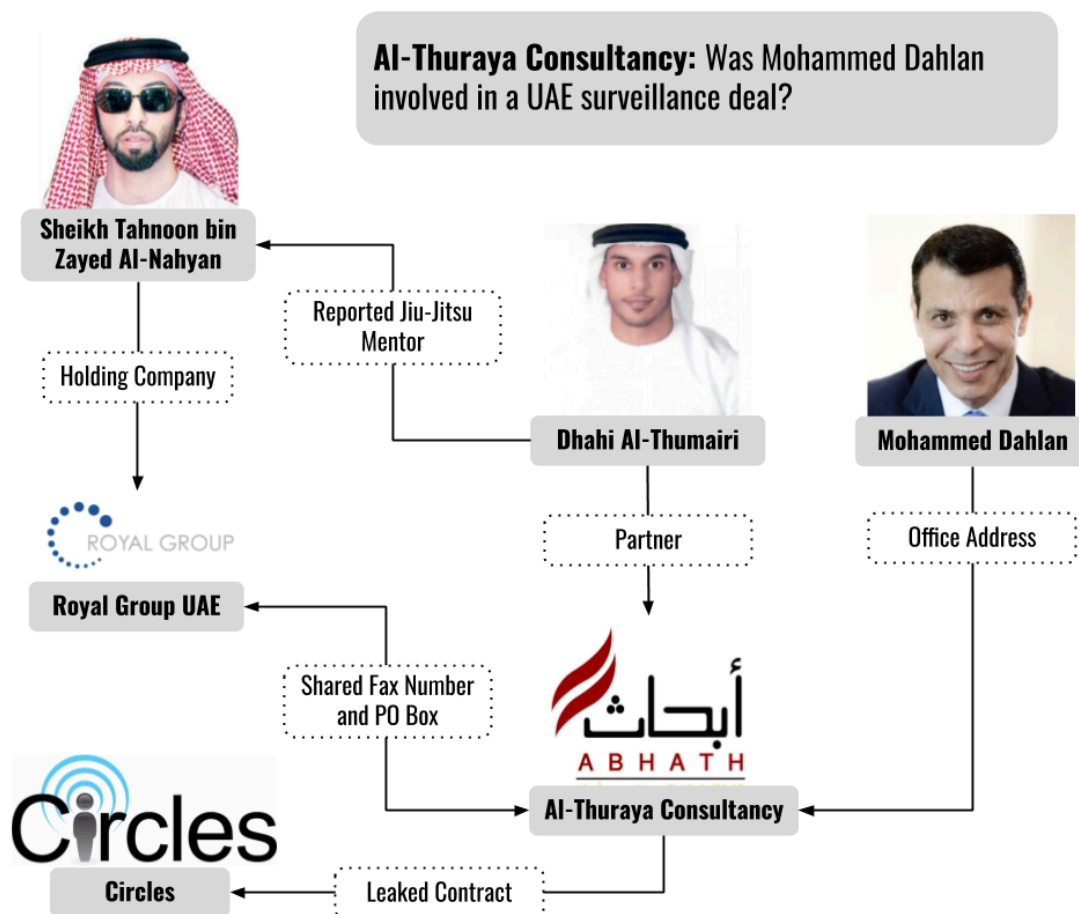 Al-Thuraya Consultancy: Was Mohammed Dahlan
involved in a UAE surveillance deal?
Sheikh Tahnoon bin
Zayed Al-Nahyan
Reported Jiu-Jitsu
Mentor
Holding Company
Dhahi Al-Thumairi
Mohammed Dahlan
Partner
Office Address
ROYAL GROUP
Royal Group UAE
Shared Fax Number
and PO Box
أبحاث
ABHATH
Al-Thuraya Consultancy
Circles
Circles
Leaked Contract